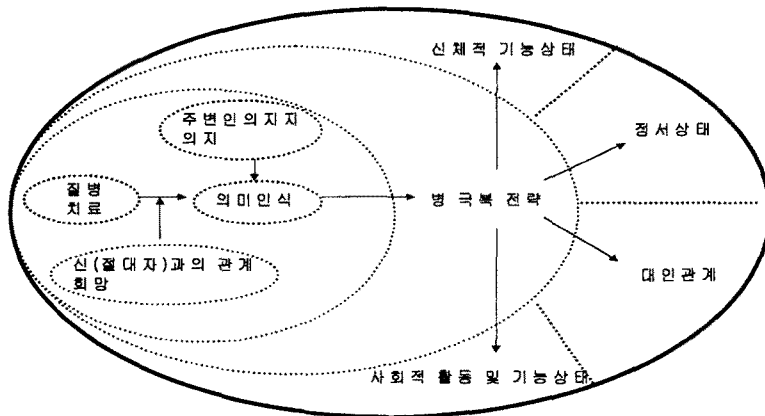 신체적 기능상태
주변인의지지
의지
정서상태
질병
치료
의미인식
병 극복 전략
신(절대자)과의 관계
희망
대인관계
사회적 활동 및 기능상태